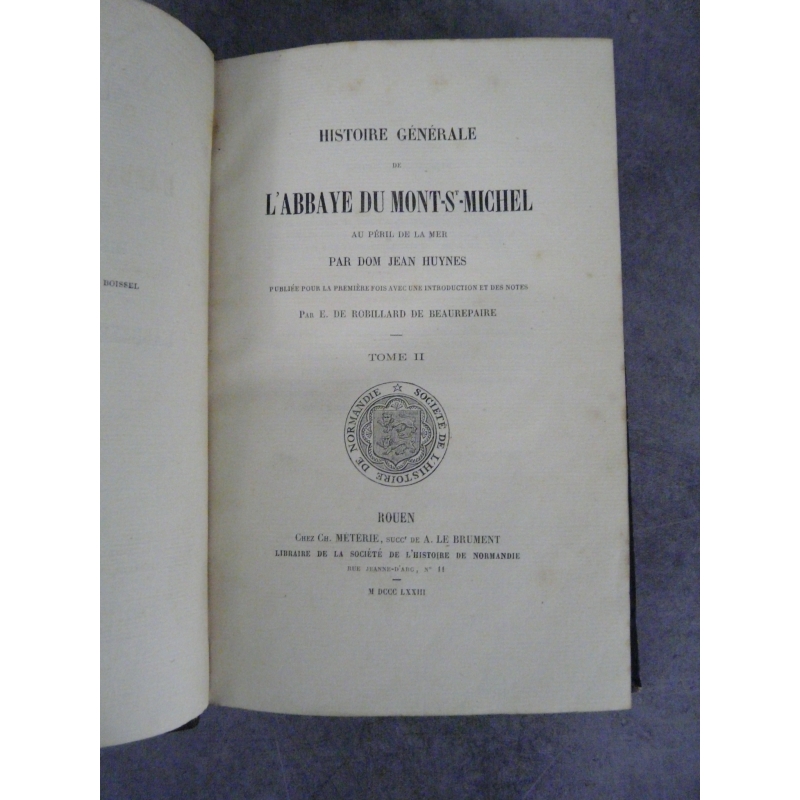 BOISSEL
HISTOIRE GÉNÉRALE
DE
L'ABBAYE DU MONT-ST-MICHEL
AU PÉRIL DE LA MER
PAR DOM JEAN HUYNES
PUBLIÉE POUR LA PREMIÈRE FOIS AVEC UNE INTRODUCTION ET DES NOTES
PAR E. DE ROBILLARD DE BEAUREPAIRE
TOME II
SOCIÉTÉ DE L'HISTOIRE DE NORMANDIE
ROUEN
CHEZ CH. MÉTERIE, SUCCR DE A. LE BRUMENT
LIBRAIRE DE LA SOCIÉTÉ DE L'HISTOIRE DE NORMANDIE
RUE JEANNE-D'ARC, N° 11
M DCCC LXXIII